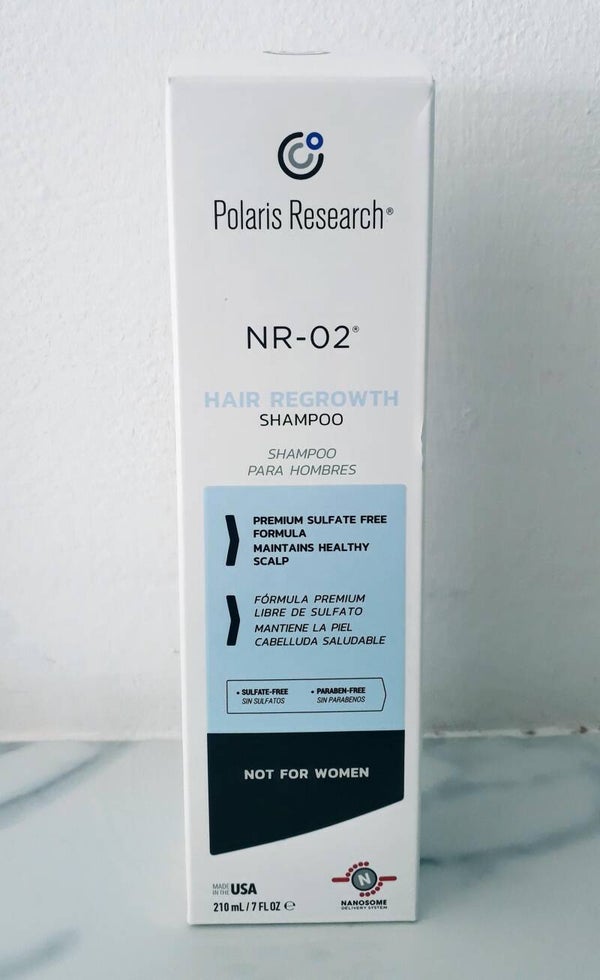 Polaris Research®
NR-02®
HAIR REGROWTH
SHAMPOO
SHAMPOO
PARA HOMBRES
PREMIUM SULFATE FREE
FORMULA
MAINTAINS HEALTHY
SCALP
FÓRMULA PREMIUM
LIBRE DE SULFATO
MANTIENE LA PIEL
CABELLUDA SALUDABLE
• SULFATE-FREE • PARABEN-FREE
SIN SULFATOS SIN PARABENOS
NOT FOR WOMEN
MADE IN THE USA
210 mL / 7 FL OZ ℮
N
NANOSOME
DELIVERY SYSTEM